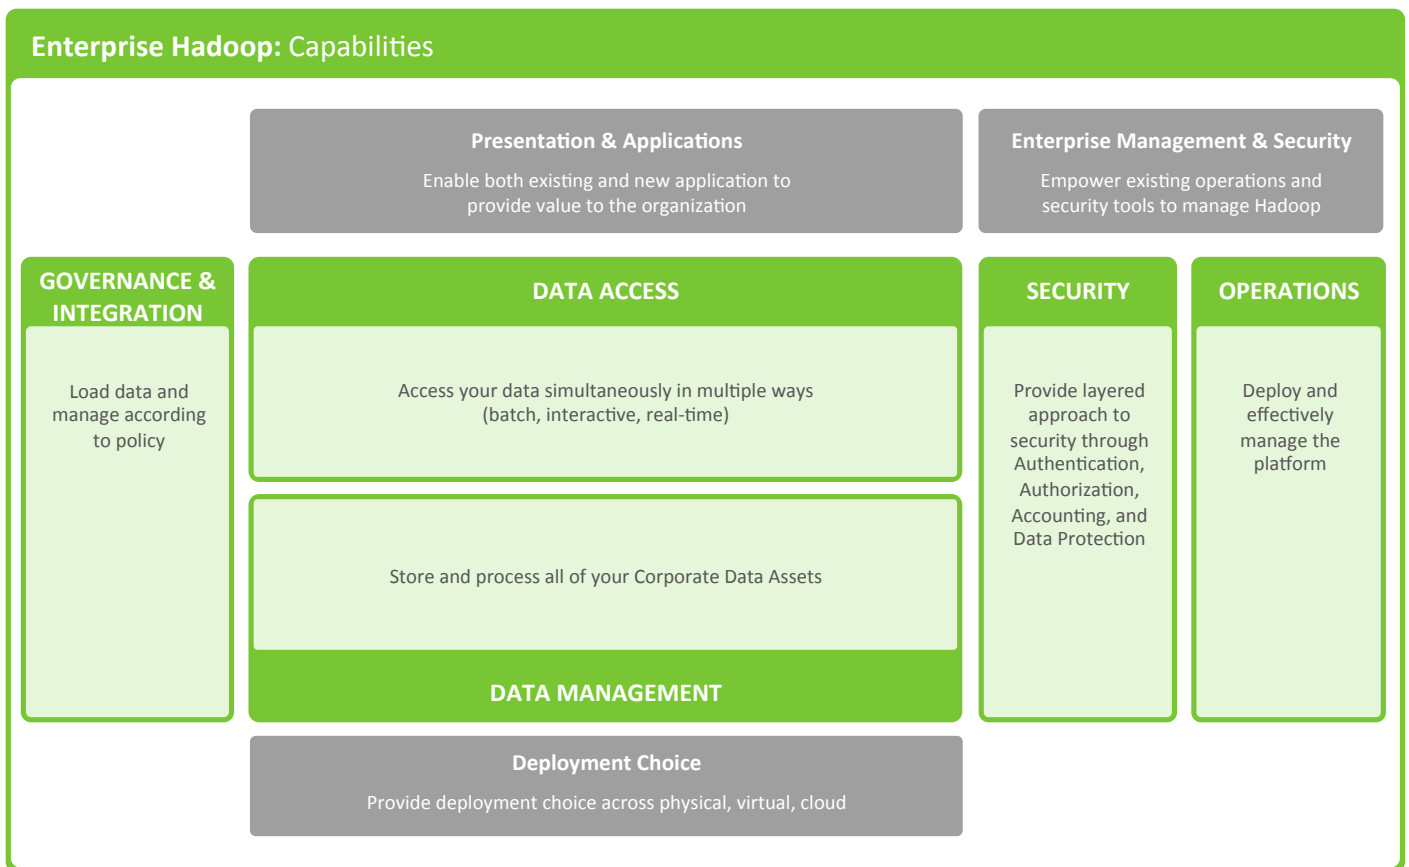 Enterprise Hadoop: Capabilities
Presentation & Applications
Enable both existing and new application to
provide value to the organization
Enterprise Management & Security
Empower existing operations and
security tools to manage Hadoop
GOVERNANCE &
INTEGRATION
Load data and
manage according
to policy
DATA ACCESS
Access your data simultaneously in multiple ways
(batch, interactive, real-time)
Store and process all of your Corporate Data Assets
DATA MANAGEMENT
SECURITY
Provide layered
approach to
security through
Authentication,
Authorization,
Accounting, and
Data Protection
OPERATIONS
Deploy and
effectively
manage the
platform
Deployment Choice
Provide deployment choice across physical, virtual, cloud